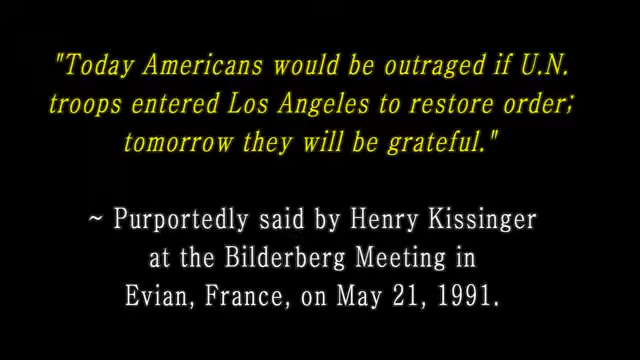 "Today Americans would be outraged if U.N.
troops entered Los Angeles to restore order;
tomorrow they will be grateful."
~ Purportedly said by Henry Kissinger
at the Bilderberg Meeting in
Evian, France, on May 21, 1991.